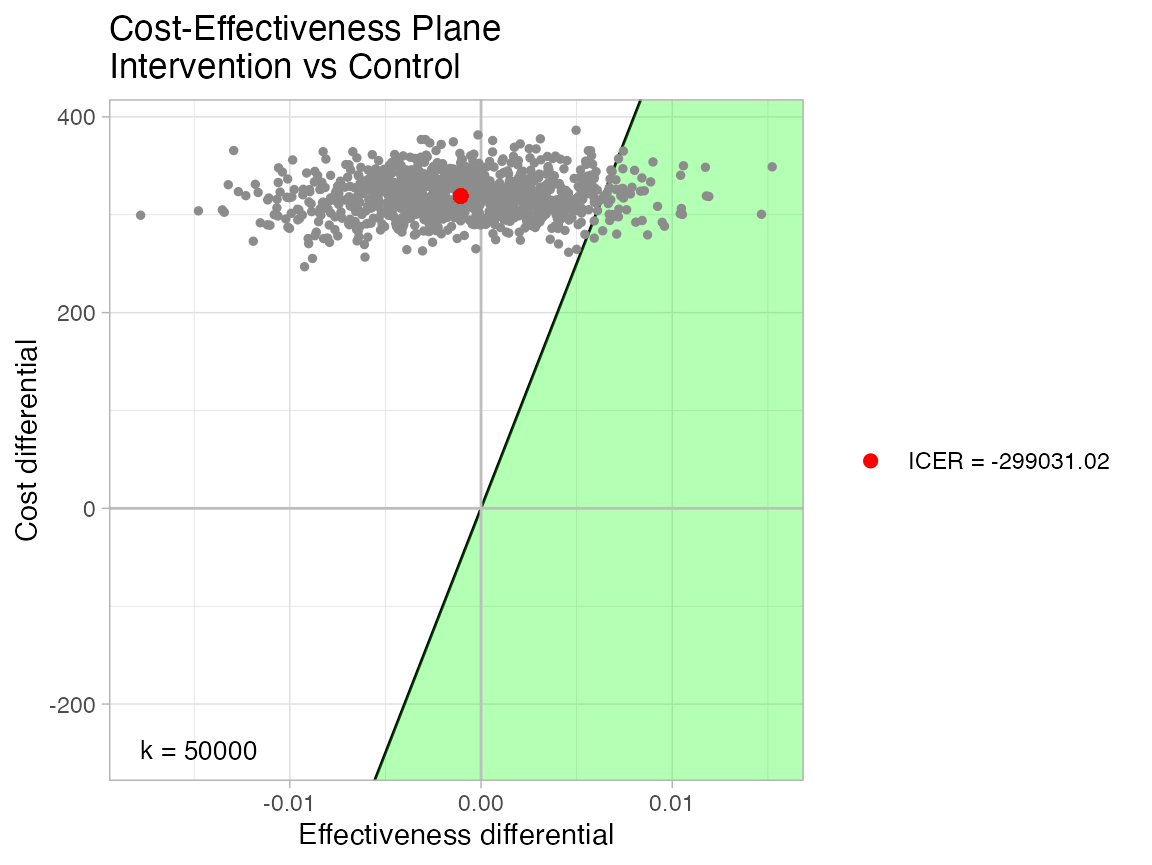 Cost-Effectiveness Plane
Intervention vs Control
400
200
0
-200
Cost differential
k = 50000
-0.01
0.00
0.01
Effectiveness differential
ICER = -299031.02